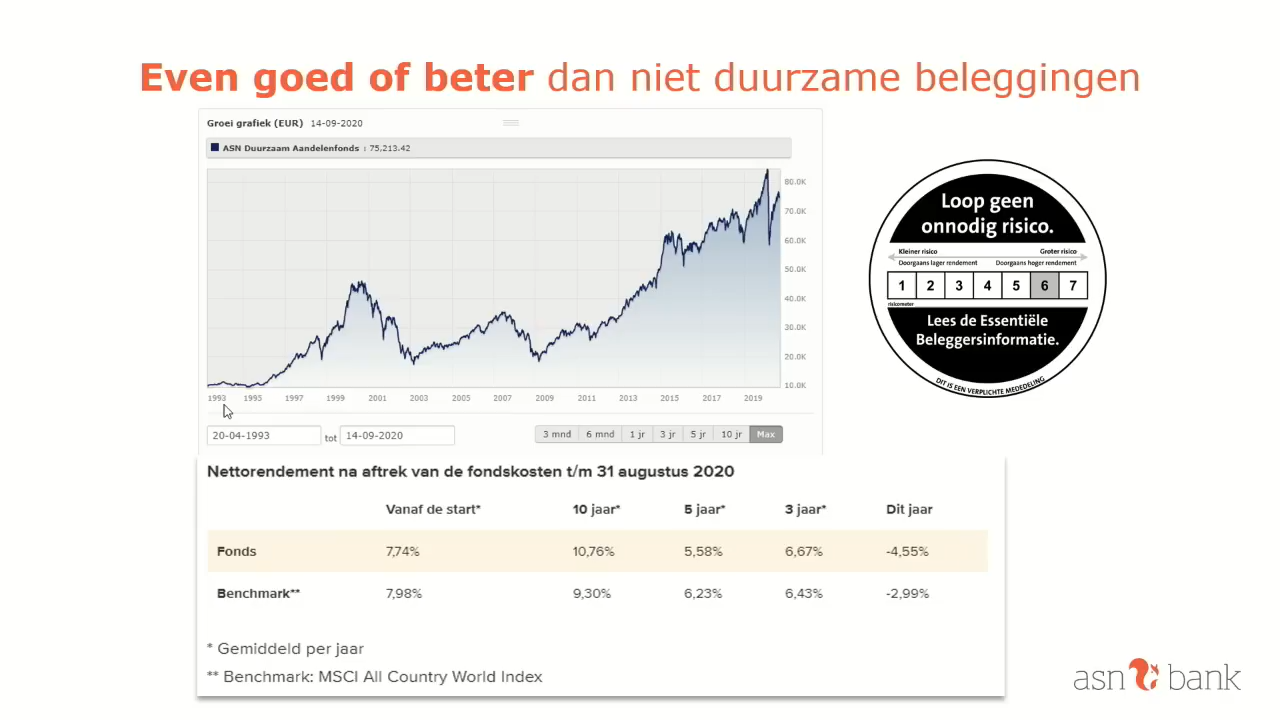 Even goed of beter dan niet duurzame beleggingen
Groei grafiek (EUR) 14-09-2020
ASN Duurzaam Aandelenfonds : 75,213.42
80.0K
70.0K
60.0K
50.0K
40.0K
30.0K
20.0K
10.0K
1993 1995 1997 1999 2001 2003 2005 2007 2009 2011 2013 2015 2017 2019
20-04-1993 tot 14-09-2020 3 mnd 6 mnd 1 jr 3 jr 5 jr 10 jr Max
Loop geen
onnodig risico.
Kleiner risico Groter risico
Doorgaans lager rendement Doorgaans hoger rendement
1 2 3 4 5 6 7
risicometer
Lees de Essentiële
Beleggersinformatie.
DIT IS EEN VERPLICHTE MEDEDELING
Nettorendement na aftrek van de fondskosten t/m 31 augustus 2020
Vanaf de start* 10 jaar* 5 jaar* 3 jaar* Dit jaar
Fonds 7,74% 10,76% 5,58% 6,67% -4,55%
Benchmark** 7,98% 9,30% 6,23% 6,43% -2,99%
* Gemiddeld per jaar
** Benchmark: MSCI All Country World Index
asn bank